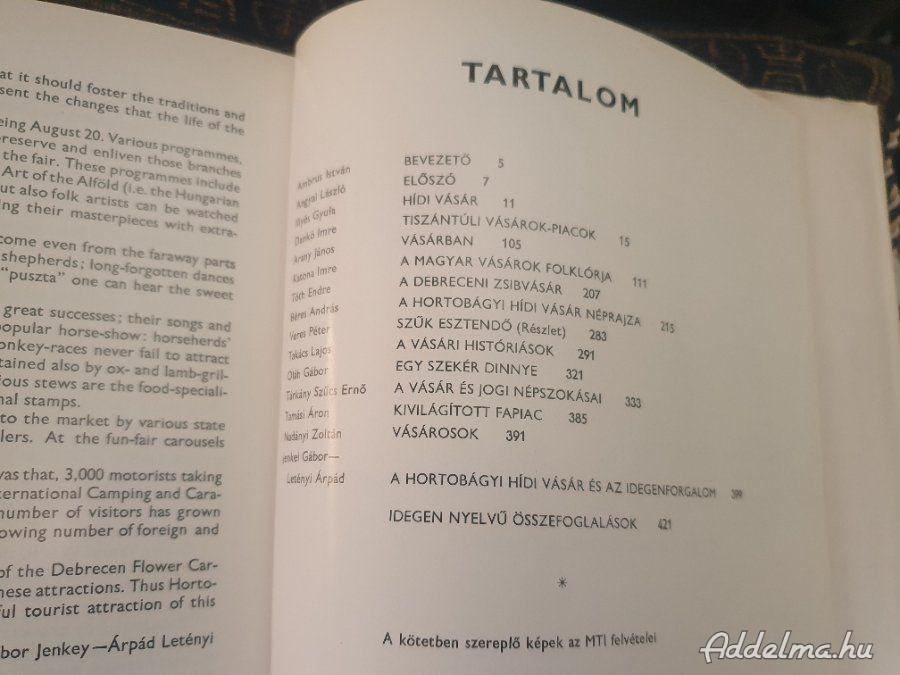 at it should foster the traditions and
sent the changes that the life of the
eing August 20. Various programmes,
preserve and enliven those branches
the fair. These programmes include
Art of the Alföld (i.e. the Hungarian
ut also folk artists can be watched
ng their masterpieces with extra-
come even from the faraway parts
shepherds; long-forgotten dances
"puszta" one can hear the sweet
great successes; their songs and
popular horse-show: horseherds'
onkey-races never fail to attract
tained also by ox- and lamb-gril-
ious stews are the food-speciali-
nal stamps.
to the market by various state
lers. At the fun-fair carousels
was that, 3,000 motorists taking
ternational Camping and Cara-
number of visitors has grown
owing number of foreign and
of the Debrecen Flower Car-
hese attractions. Thus Horto-
ful tourist attraction of this
bor Jenkey—Árpád Letényi
TARTALOM
BEVEZETŐ 5
Ambrus István ELŐSZÓ 7
Angyal László HÍDI VÁSÁR 11
Illyés Gyula TISZÁNTÚLI VÁSÁROK-PIACOK 15
Dankó Imre VÁSÁRBAN 105
Arany János A MAGYAR VÁSÁROK FOLKLÓRJA 111
Katona Imre A DEBRECENI ZSIBVÁSÁR 207
Tóth Endre A HORTOBÁGYI HÍDI VÁSÁR NÉPRAJZA 215
Béres András SZŰK ESZTENDŐ (Részlet) 283
Veres Péter A VÁSÁRI HISTÓRIÁSOK 291
Takács Lajos EGY SZEKÉR DINNYE 321
Oláh Gábor A VÁSÁR ÉS JOGI NÉPSZOKÁSAI 333
Tárkány Szücs Ernő KIVILÁGÍTOTT FAPIAC 385
Tamási Áron VÁSÁROSOK 391
Nadányi Zoltán
Jenkei Gábor—
Letényi Árpád A HORTOBÁGYI HÍDI VÁSÁR ÉS AZ IDEGENFORGALOM 399
IDEGEN NYELVŰ ÖSSZEFOGLALÁSOK 421
*
A kötetben szereplő képek az MTI felvételei
Addelma.hu